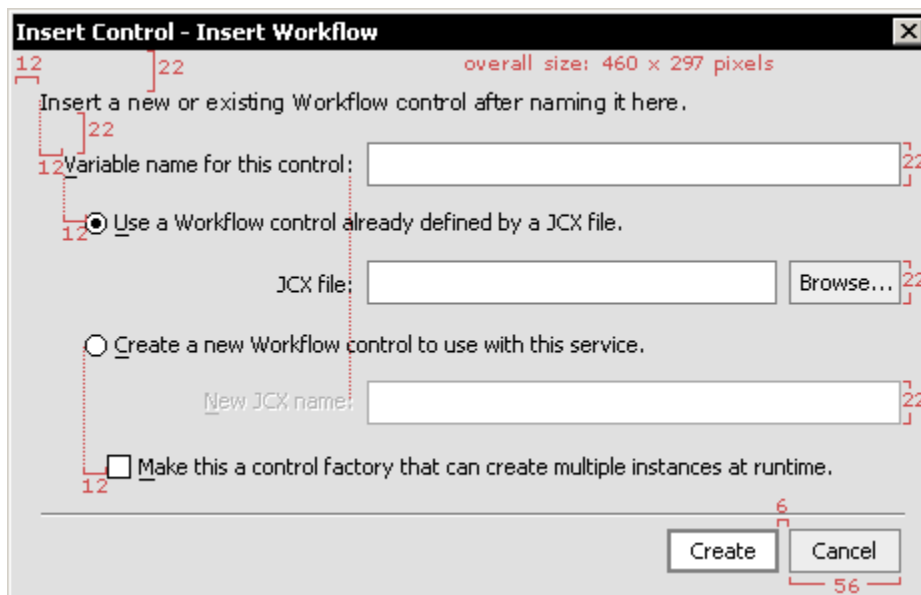 Insert Control - Insert Workflow
12 22 overall size: 460 x 297 pixels
Insert a new or existing Workflow control after naming it here.
22
12 Variable name for this control: 22
12 Use a Workflow control already defined by a JCX file.
JCX file: Browse... 22
Create a new Workflow control to use with this service.
New JCX name: 22
12 Make this a control factory that can create multiple instances at runtime.
6
Create Cancel
56